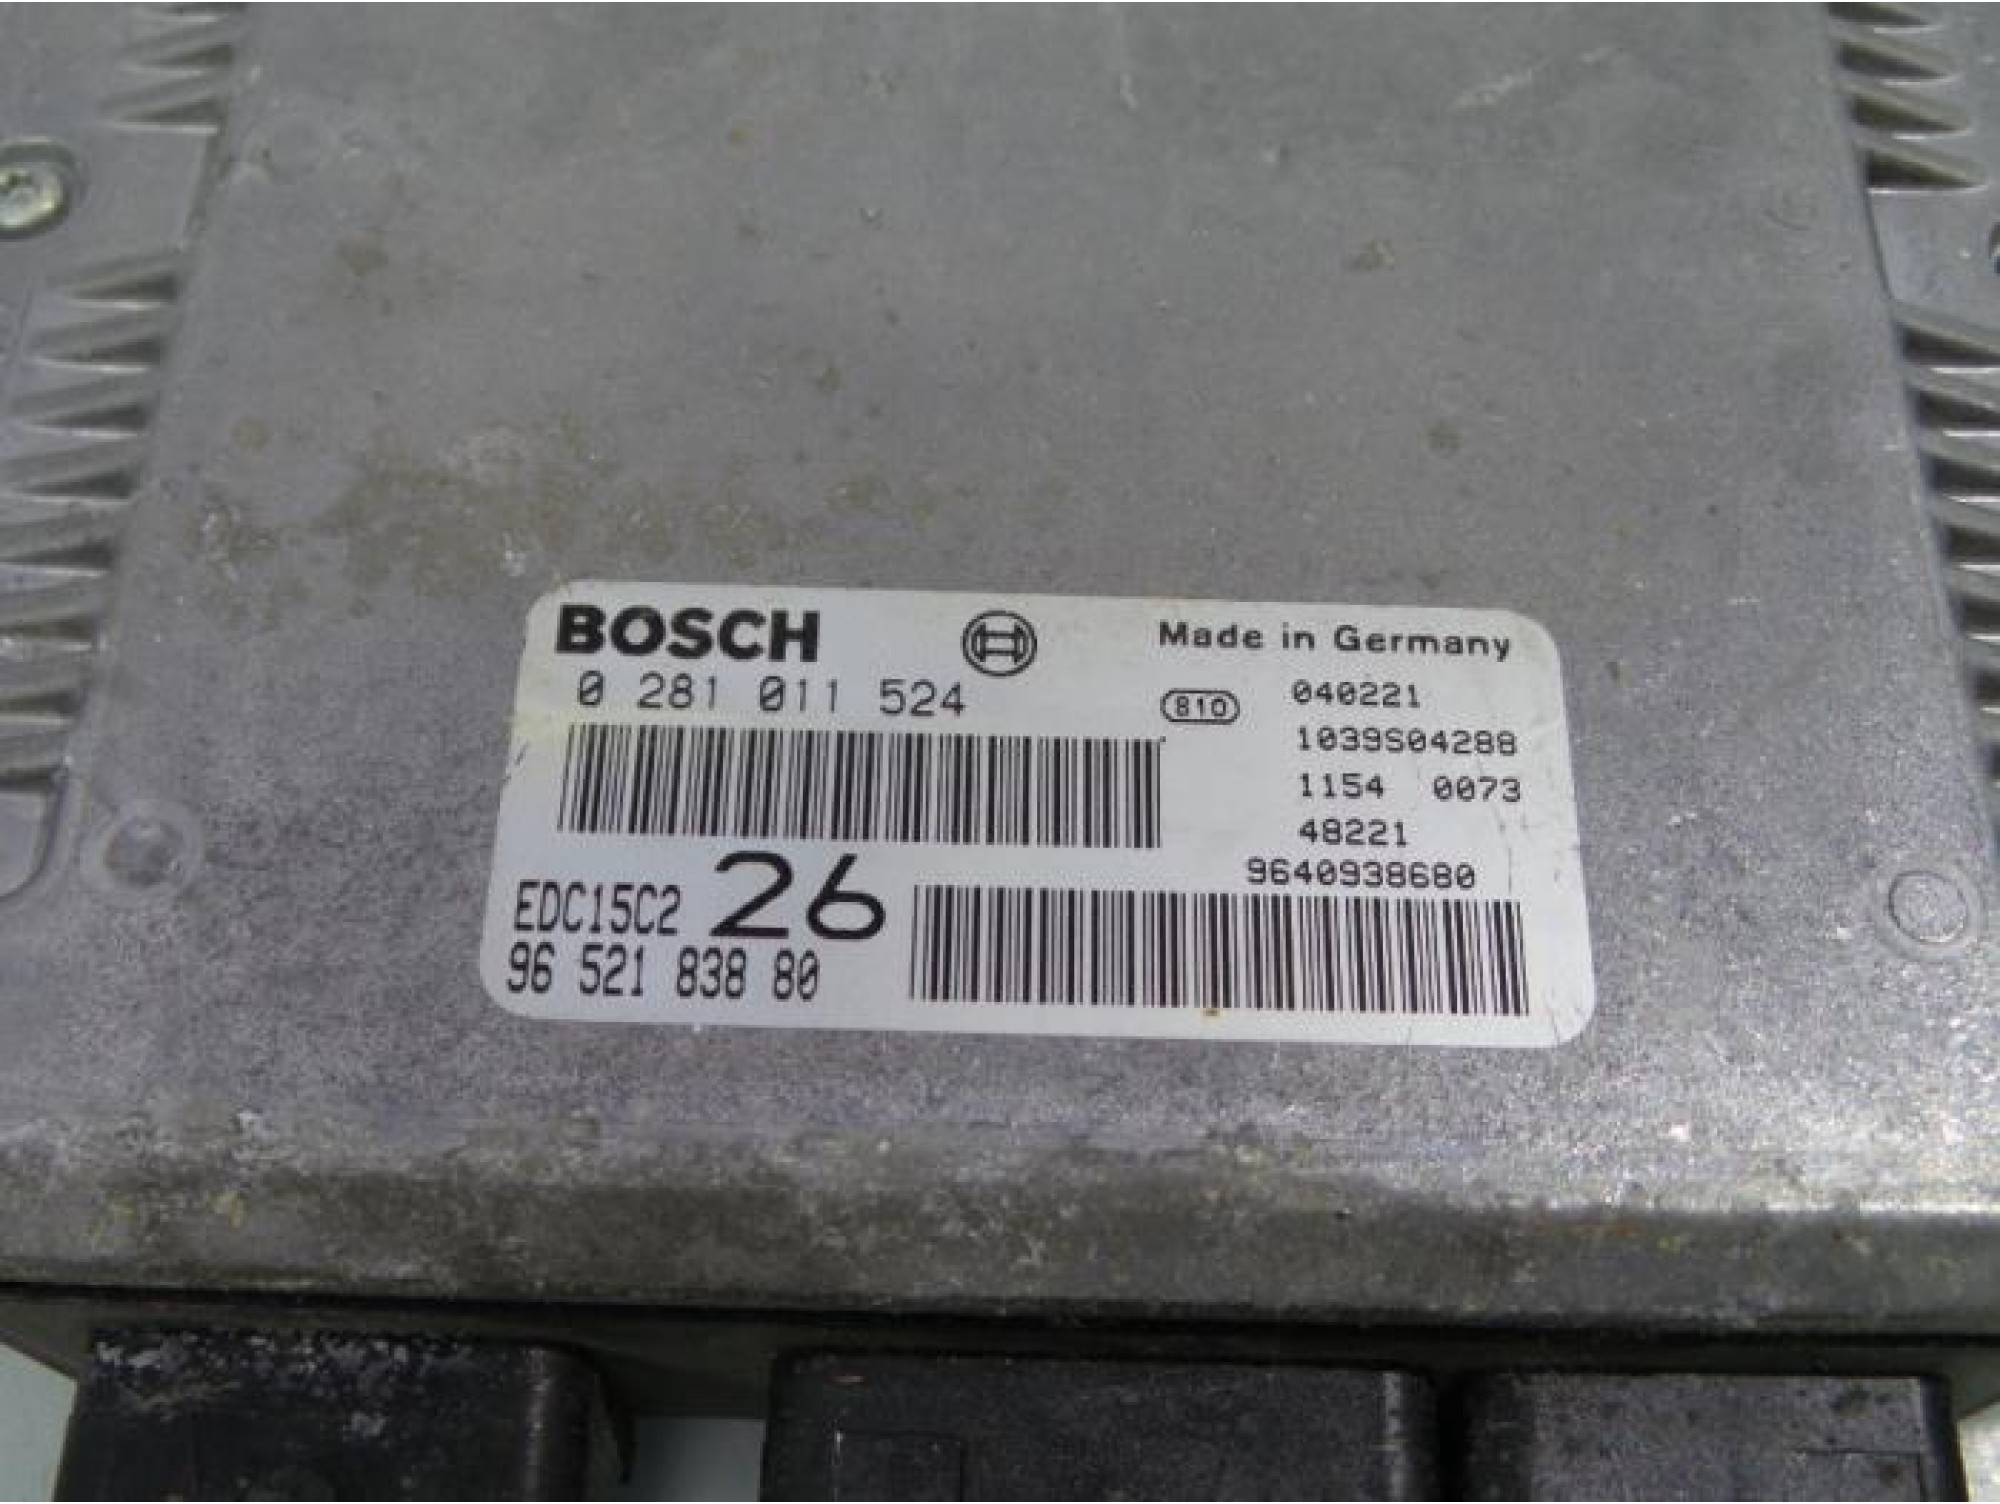 BOSCH
Made in Germany
0 281 011 524
810
040221
1039S04288
1154 0073
48221
9640938680
EDC15C2 26
96 521 838 80